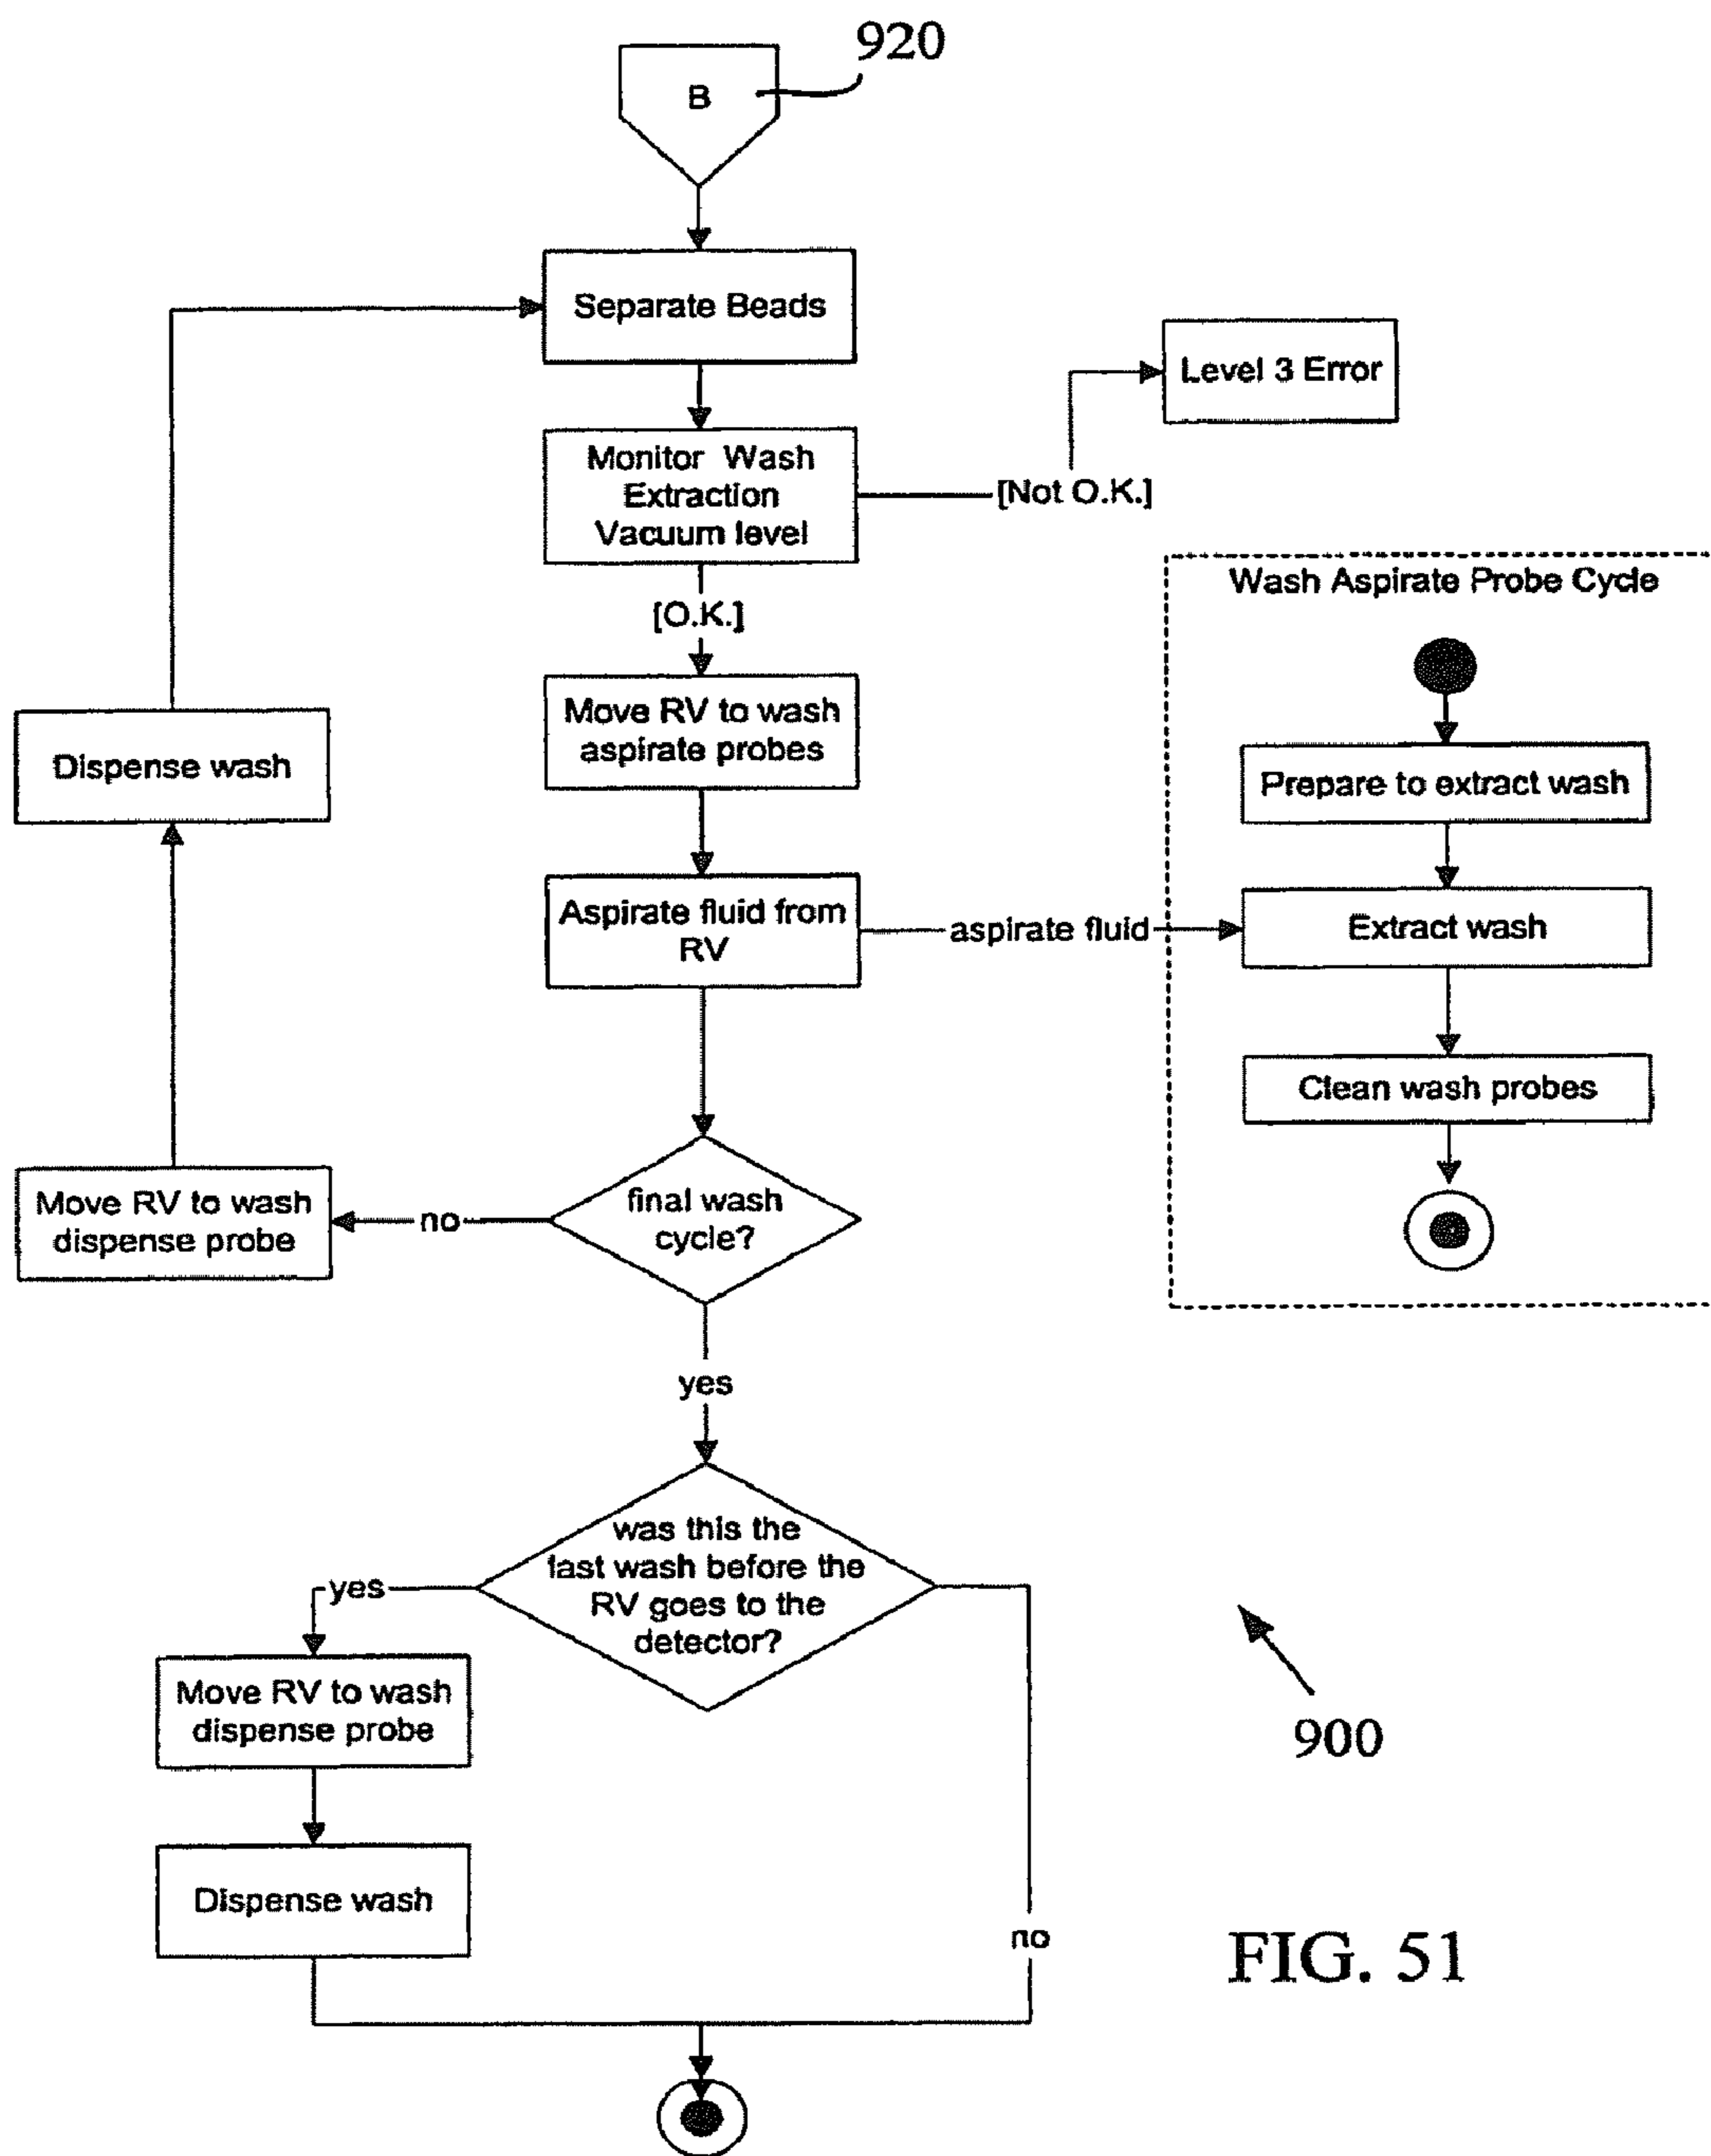 920
B
Separate Beads
Level 3 Error
Monitor Wash
Extraction
Vacuum level
[Not O.K.]
[O.K.]
Wash Aspirate Probe Cycle
Move RV to wash
aspirate probes
Prepare to extract wash
Dispense wash
Aspirate fluid from
RV
aspirate fluid
Extract wash
Clean wash probes
final wash
cycle?
no
Move RV to wash
dispense probe
yes
was this the
last wash before the
RV goes to the
detector?
yes
Move RV to wash
dispense probe
900
Dispense wash
no
FIG. 51